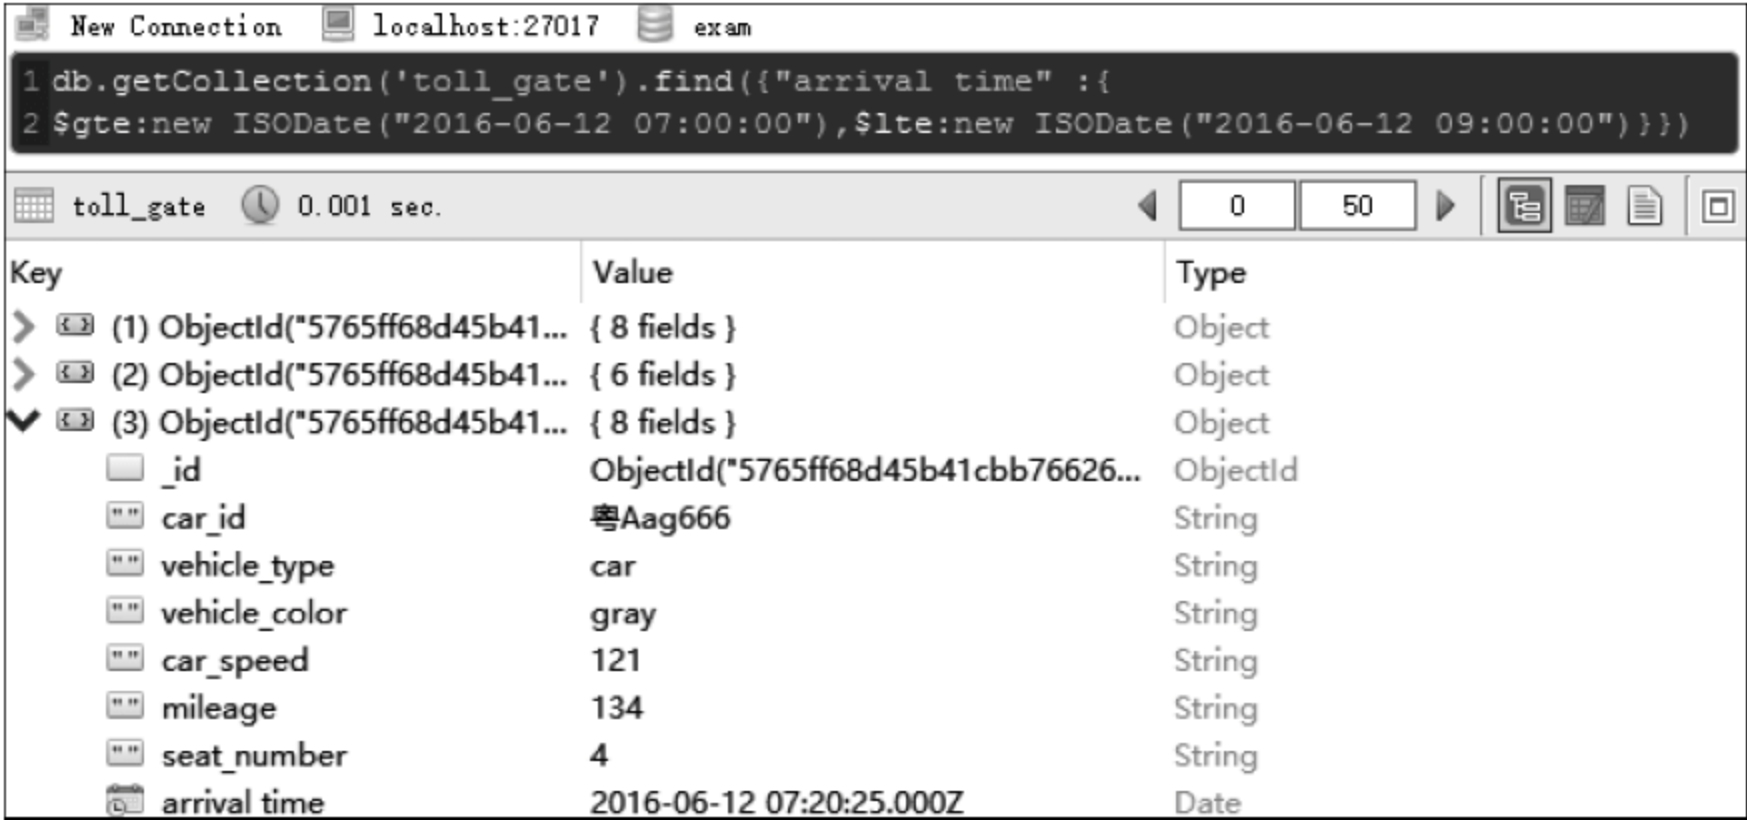 New Connection localhost:27017 exam
1 db.getCollection('toll_gate').find({"arrival time" :{
2 $gte:new ISODate("2016-06-12 07:00:00"),$lte:new ISODate("2016-06-12 09:00:00")}})
toll_gate 0.001 sec. 0 50
Key Value Type
(1) ObjectId("5765ff68d45b41... { 8 fields } Object
(2) ObjectId("5765ff68d45b41... { 6 fields } Object
(3) ObjectId("5765ff68d45b41... { 8 fields } Object
_id ObjectId("5765ff68d45b41cbb76626... ObjectId
car_id 粤Aag666 String
vehicle_type car String
vehicle_color gray String
car_speed 121 String
mileage 134 String
seat_number 4 String
arrival time 2016-06-12 07:20:25.000Z Date